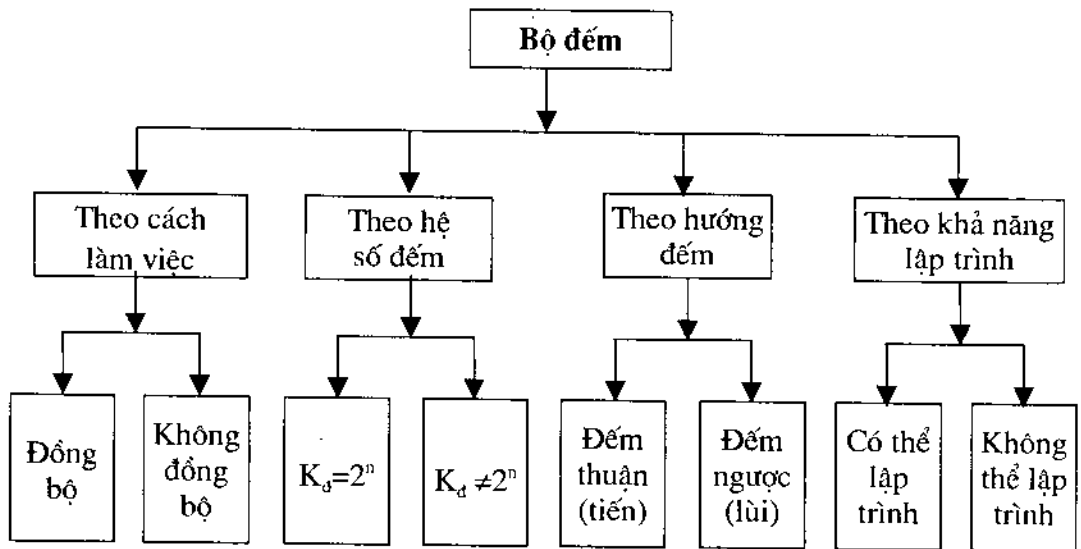 Bộ đếm
Theo cách
làm việc
Theo hệ
số đếm
Theo hướng
đếm
Theo khả năng
lập trình
Đồng
bộ
Không
đồng
bộ
K_đ=2ⁿ
K_đ ≠2ⁿ
Đếm
thuận
(tiến)
Đếm
ngược
(lùi)
Có thể
lập
trình
Không
thể lập
trình